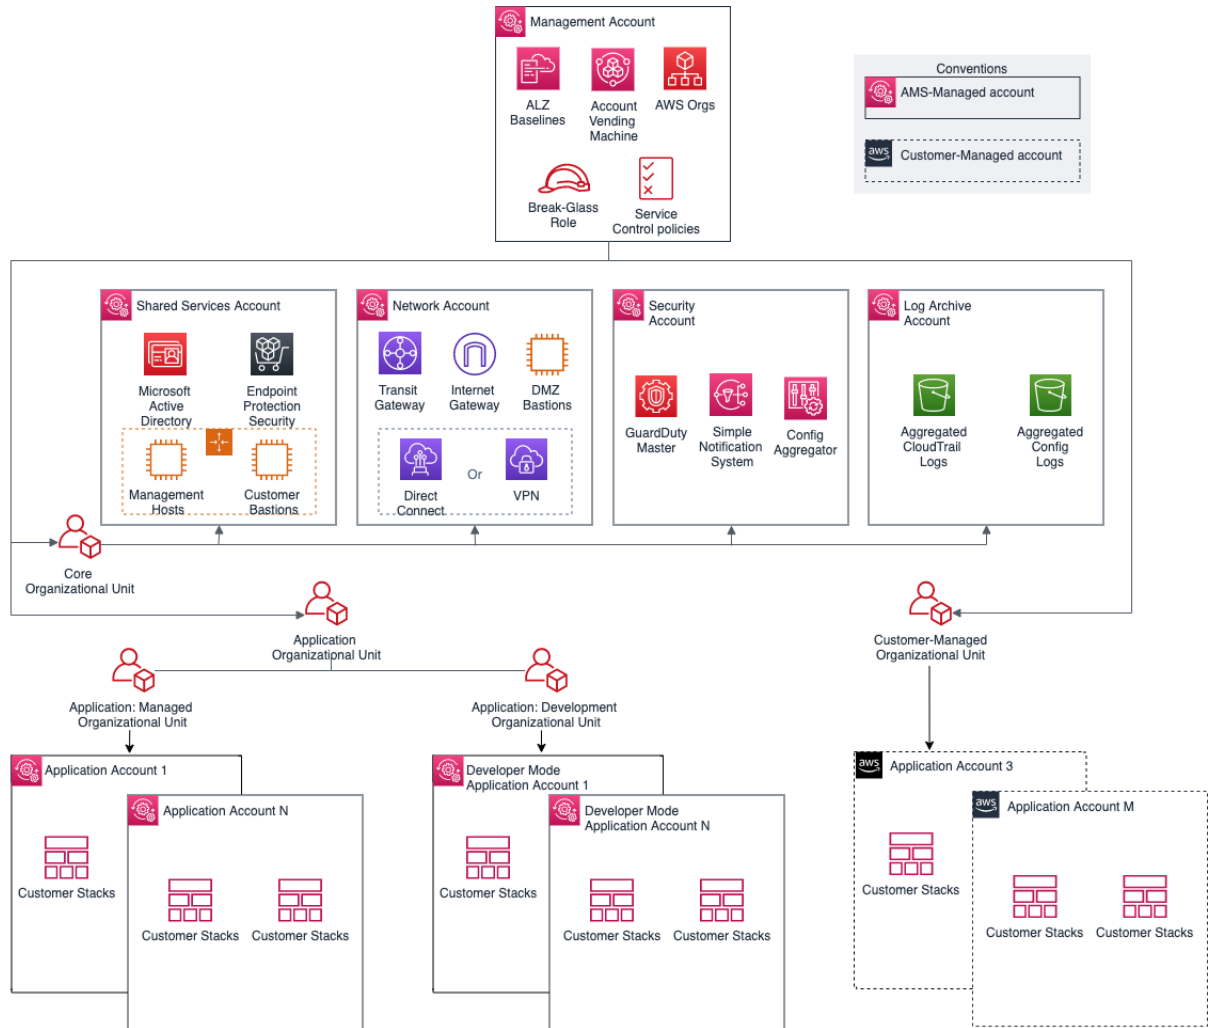 Management Account
ALZ
Baselines
Account
Vending
Machine
AWS Orgs
Break-Glass
Role
Service
Control policies
Conventions
AMS-Managed account
aws
Customer-Managed account
Shared Services Account
Microsoft
Active
Directory
Endpoint
Protection
Security
Management
Hosts
Customer
Bastions
Network Account
Transit
Gateway
Internet
Gateway
DMZ
Bastions
Direct
Connect
Or
VPN
Security
Account
GuardDuty
Master
Simple
Notification
System
Config
Aggregator
Log Archive
Account
Aggregated
CloudTrail
Logs
Aggregated
Config
Logs
Core
Organizational Unit
Application
Organizational Unit
Customer-Managed
Organizational Unit
Application: Managed
Organizational Unit
Application: Development
Organizational Unit
Application Account 1
Customer Stacks
Application Account N
Customer Stacks
Customer Stacks
Developer Mode
Application Account 1
Customer Stacks
Developer Mode
Application Account N
Customer Stacks
Customer Stacks
aws
Application Account 3
Customer Stacks
aws
Application Account M
Customer Stacks
Customer Stacks